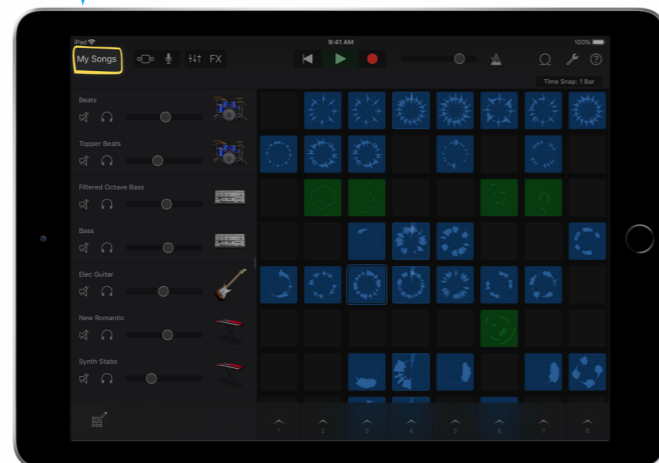 iPad 9:41 AM 100%
My Songs FX
Time Snap: 1 Bar
Beats
Topper Beats
Filtered Octave Bass
Bass
Elec Guitar
New Romantic
Synth Stabs
1 2 3 4 5 6 7 8